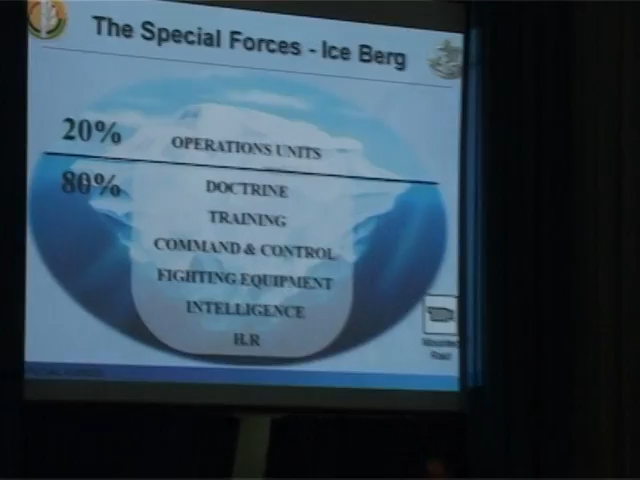 The Special Forces - Ice Berg
20%
OPERATIONS UNITS
80%
DOCTRINE
TRAINING
COMMAND & CONTROL
FIGHTING EQUIPMENT
INTELLIGENCE
H.R